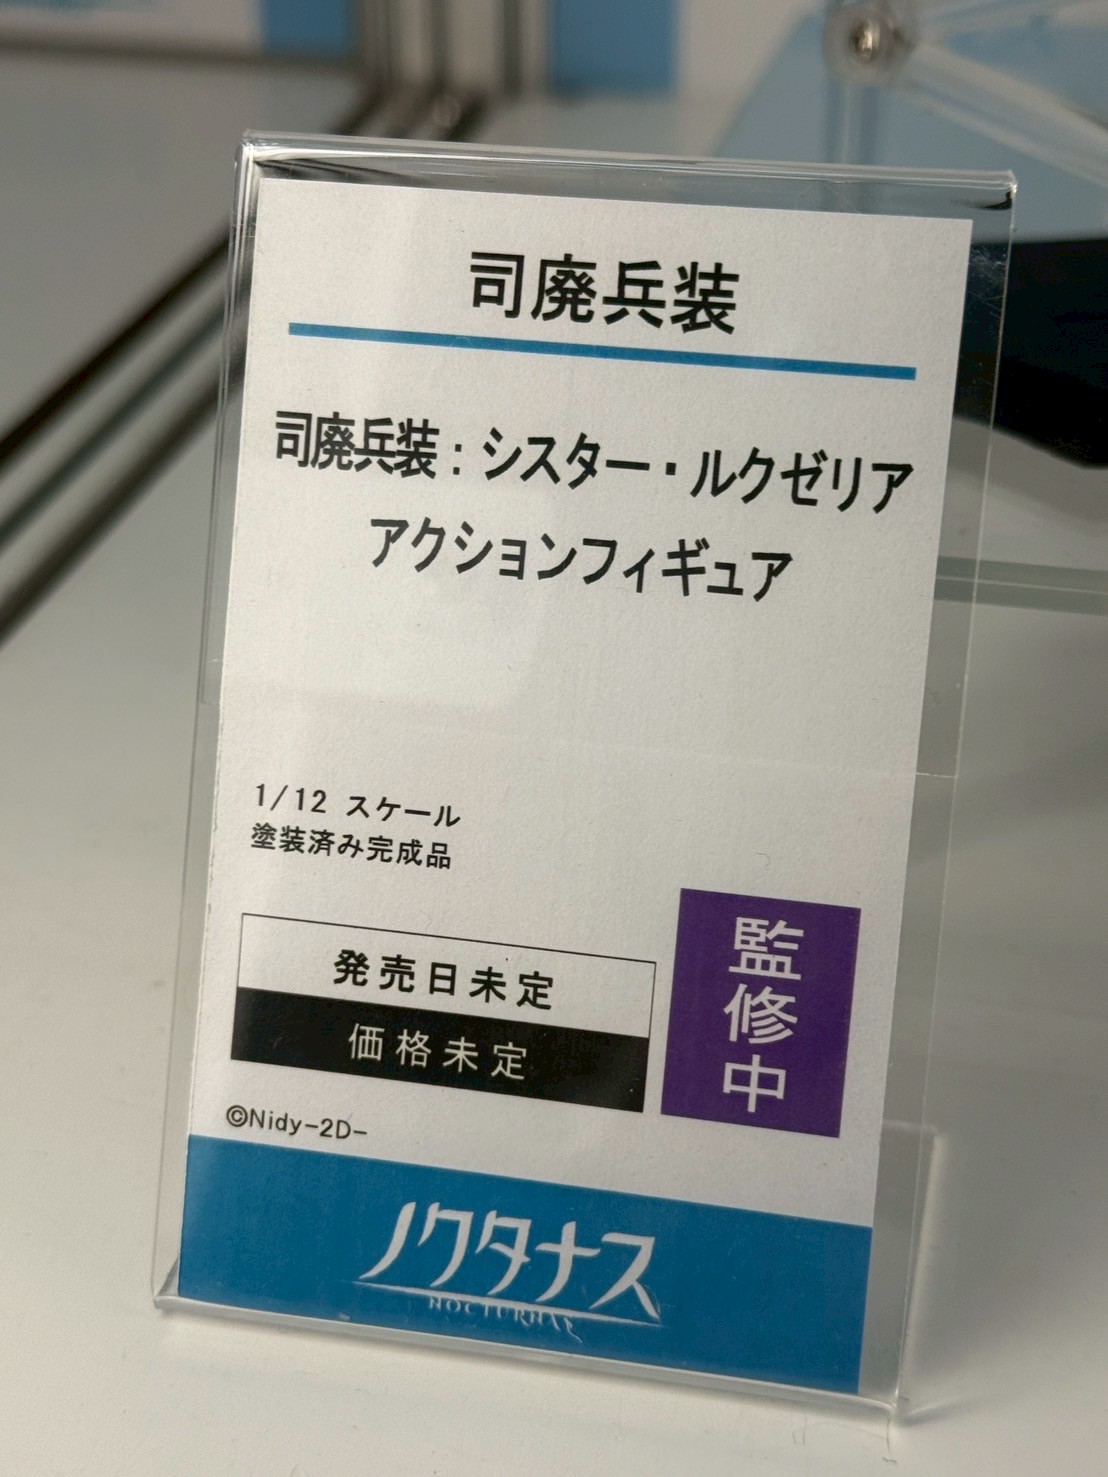 司廃兵装
司廃兵装：シスター・ルクゼリア
アクションフィギュア
1/12 スケール
塗装済み完成品
発売日未定
価格未定
監修中
©Nidy-2D-
ノクタナス
NOCTURNAS